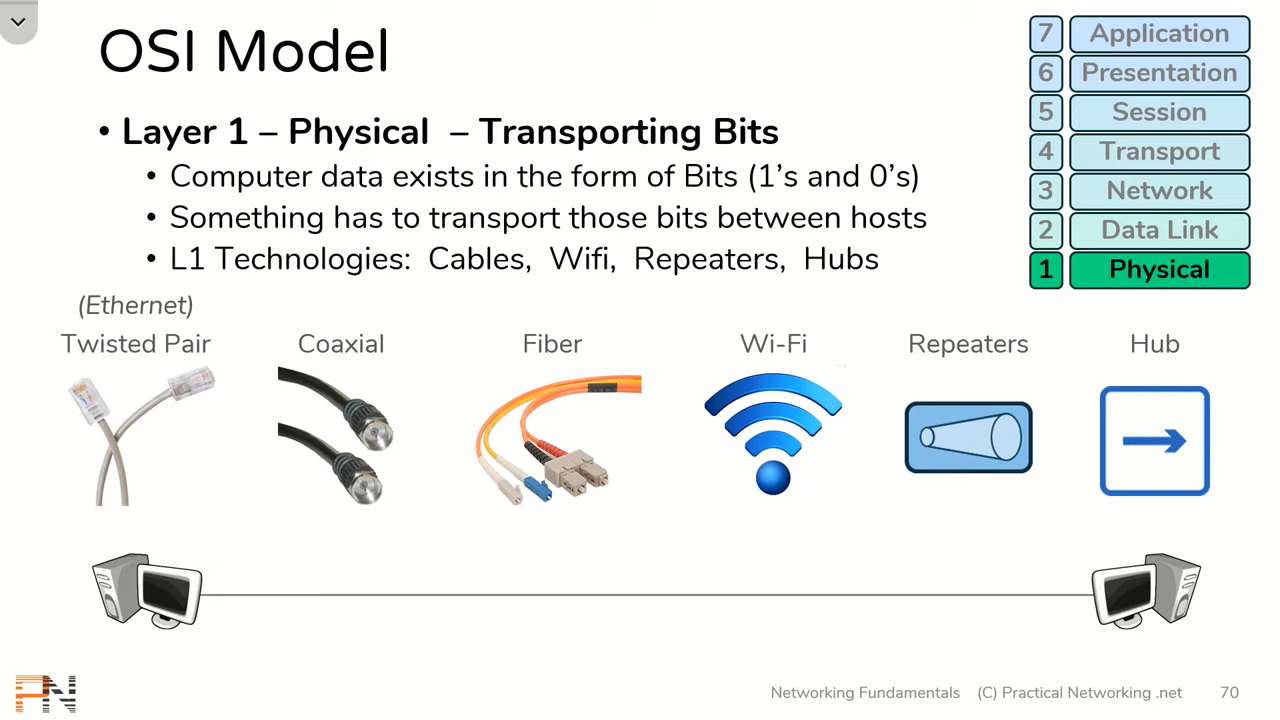 OSI Model
• Layer 1 – Physical – Transporting Bits
• Computer data exists in the form of Bits (1’s and 0’s)
• Something has to transport those bits between hosts
• L1 Technologies: Cables, Wifi, Repeaters, Hubs
7 Application
6 Presentation
5 Session
4 Transport
3 Network
2 Data Link
1 Physical
(Ethernet)
Twisted Pair
Coaxial
Fiber
Wi-Fi
Repeaters
Hub
PN
Networking Fundamentals (C) Practical Networking .net 70